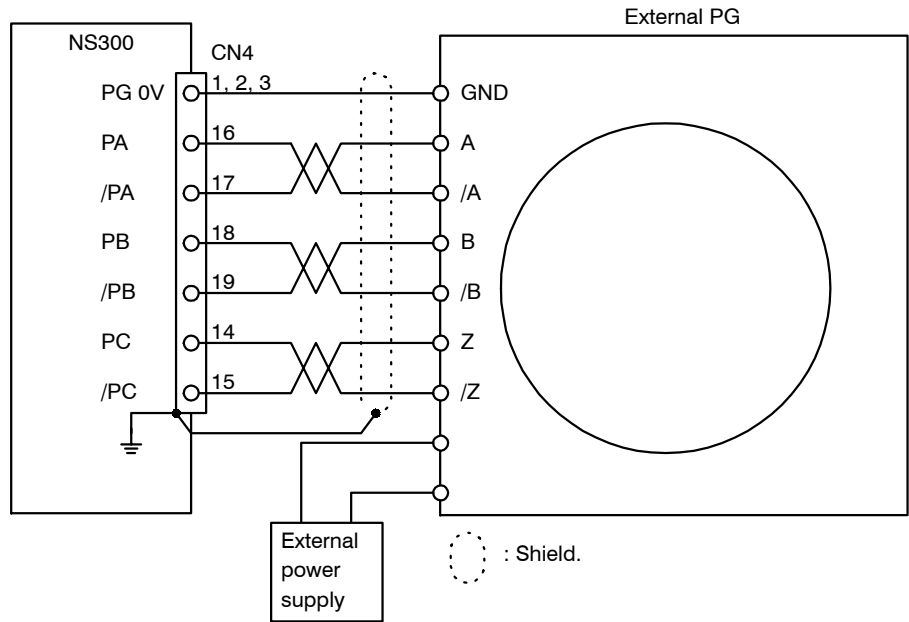 External PG
NS300
CN4
PG 0V 1, 2, 3 GND
PA 16 A
/PA 17 /A
PB 18 B
/PB 19 /B
PC 14 Z
/PC 15 /Z
External
power
supply
: Shield.